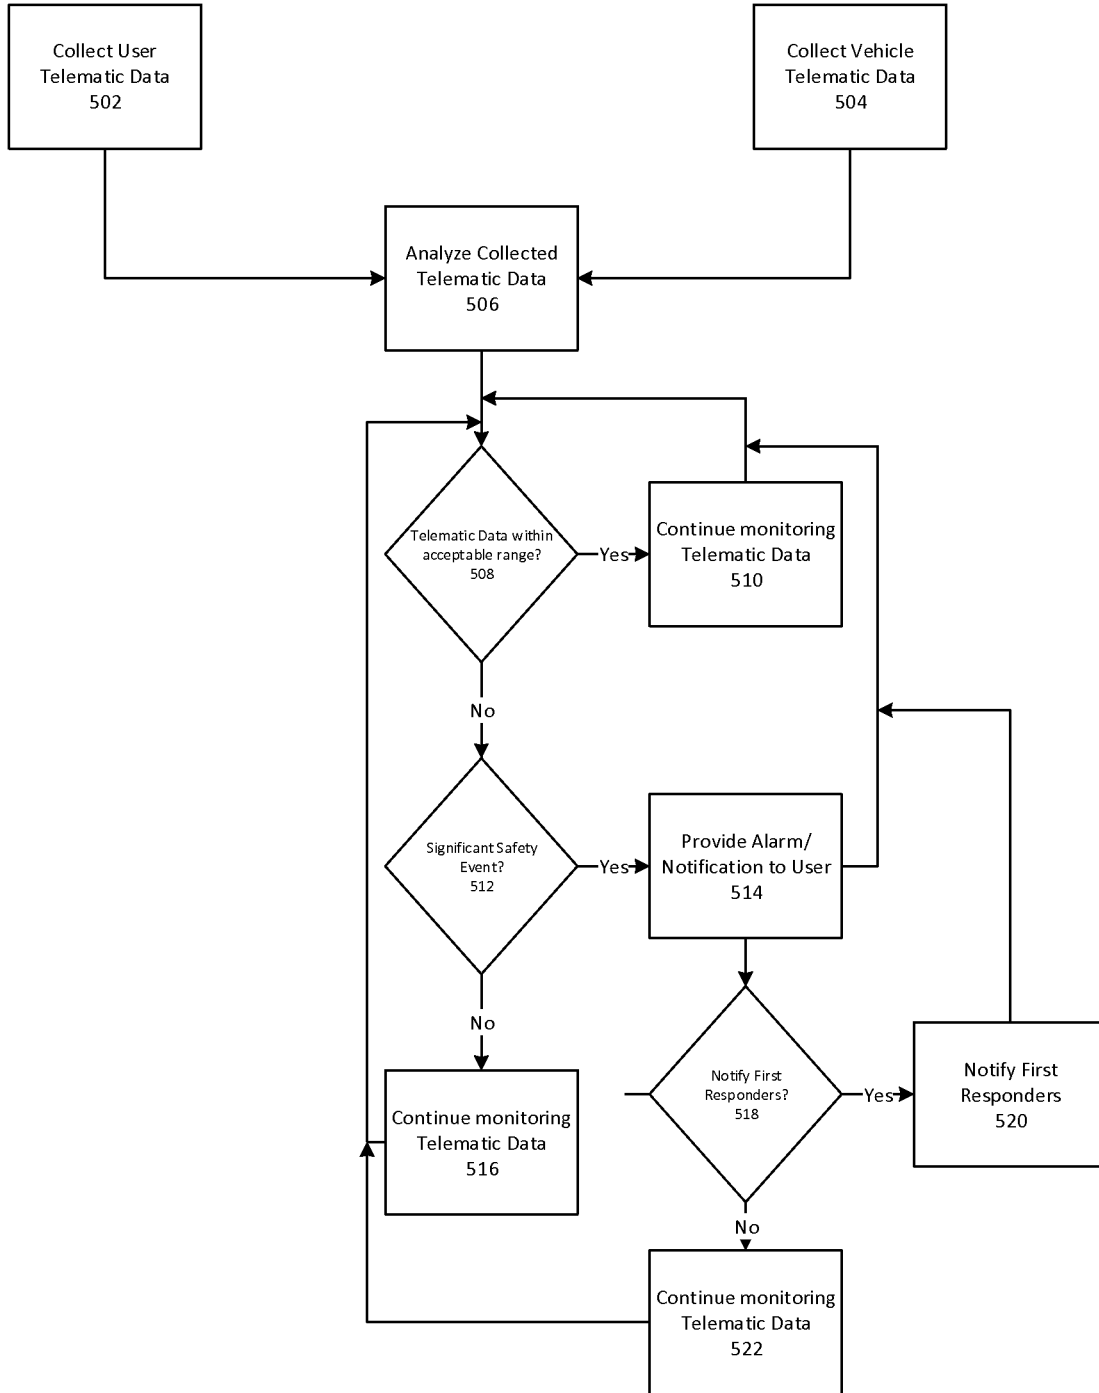 Collect User
Telematic Data
502
Collect Vehicle
Telematic Data
504
Analyze Collected
Telematic Data
506
Telematic Data within
acceptable range?
508
Yes
Continue monitoring
Telematic Data
510
No
Significant Safety
Event?
512
Yes
Provide Alarm/
Notification to User
514
No
Continue monitoring
Telematic Data
516
Notify First
Responders?
518
Yes
Notify First
Responders
520
No
Continue monitoring
Telematic Data
522